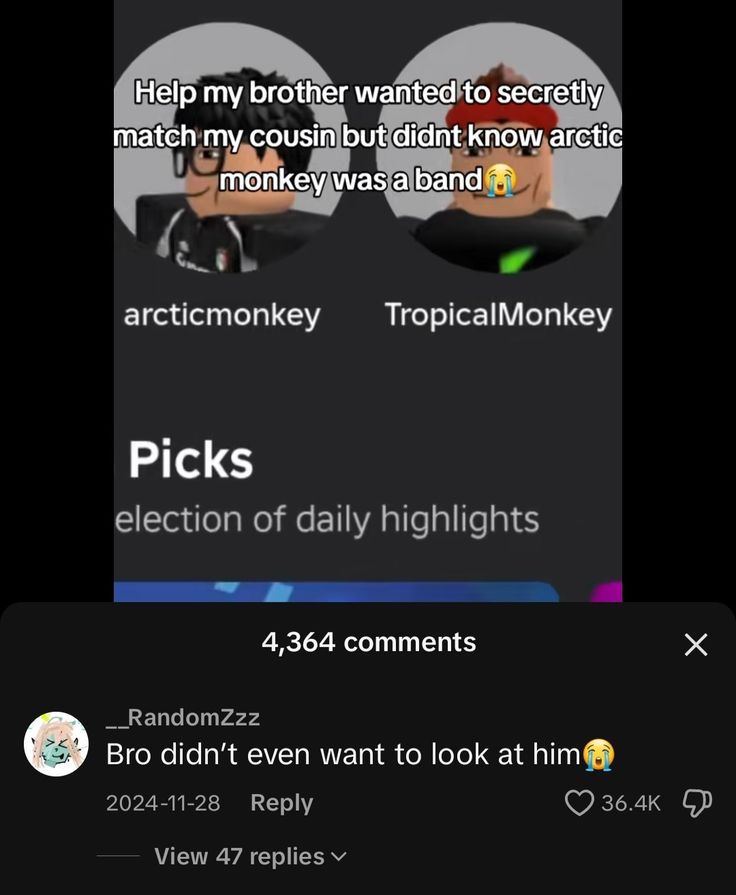 Help my brother wanted to secretly
match my cousin but didnt know arctic
monkey was a band😭
arcticmonkey TropicalMonkey
Picks
election of daily highlights
4,364 comments
__RandomZzz
Bro didn't even want to look at him😭
2024-11-28 Reply 36.4K
View 47 replies